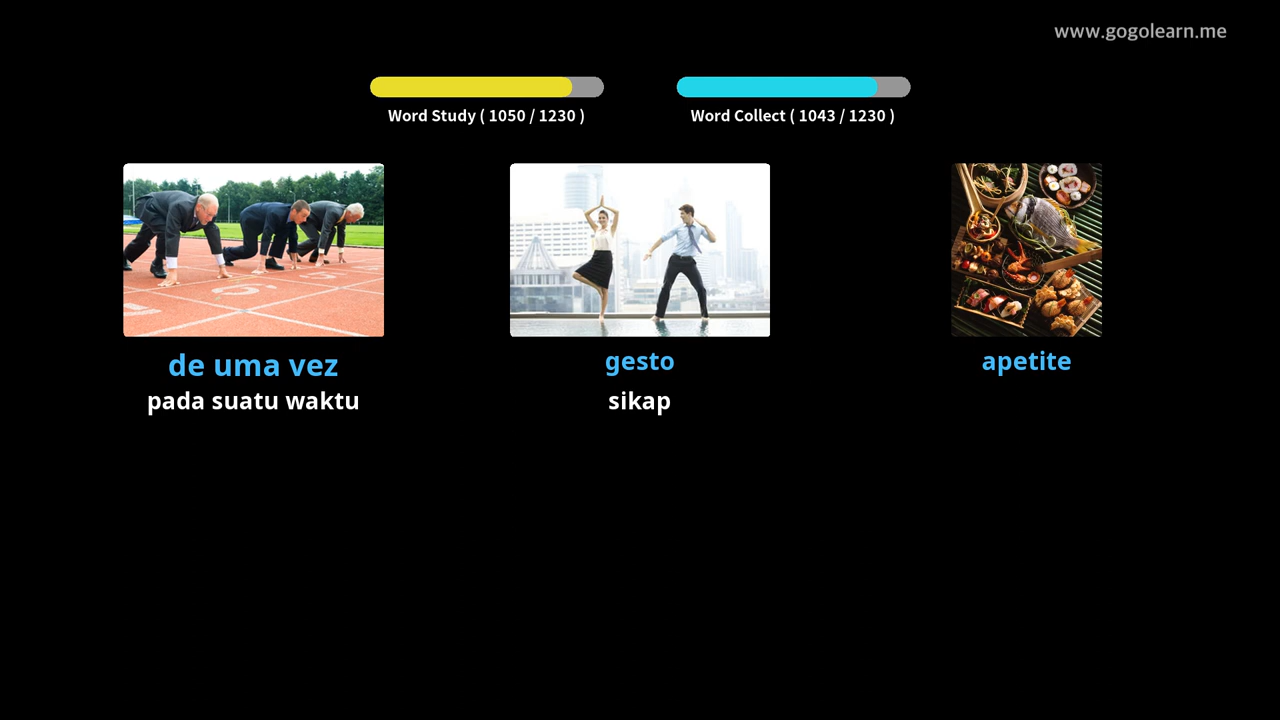 www.gogolearn.me
Word Study ( 1050 / 1230 )
Word Collect ( 1043 / 1230 )
de uma vez
pada suatu waktu
gesto
sikap
apetite